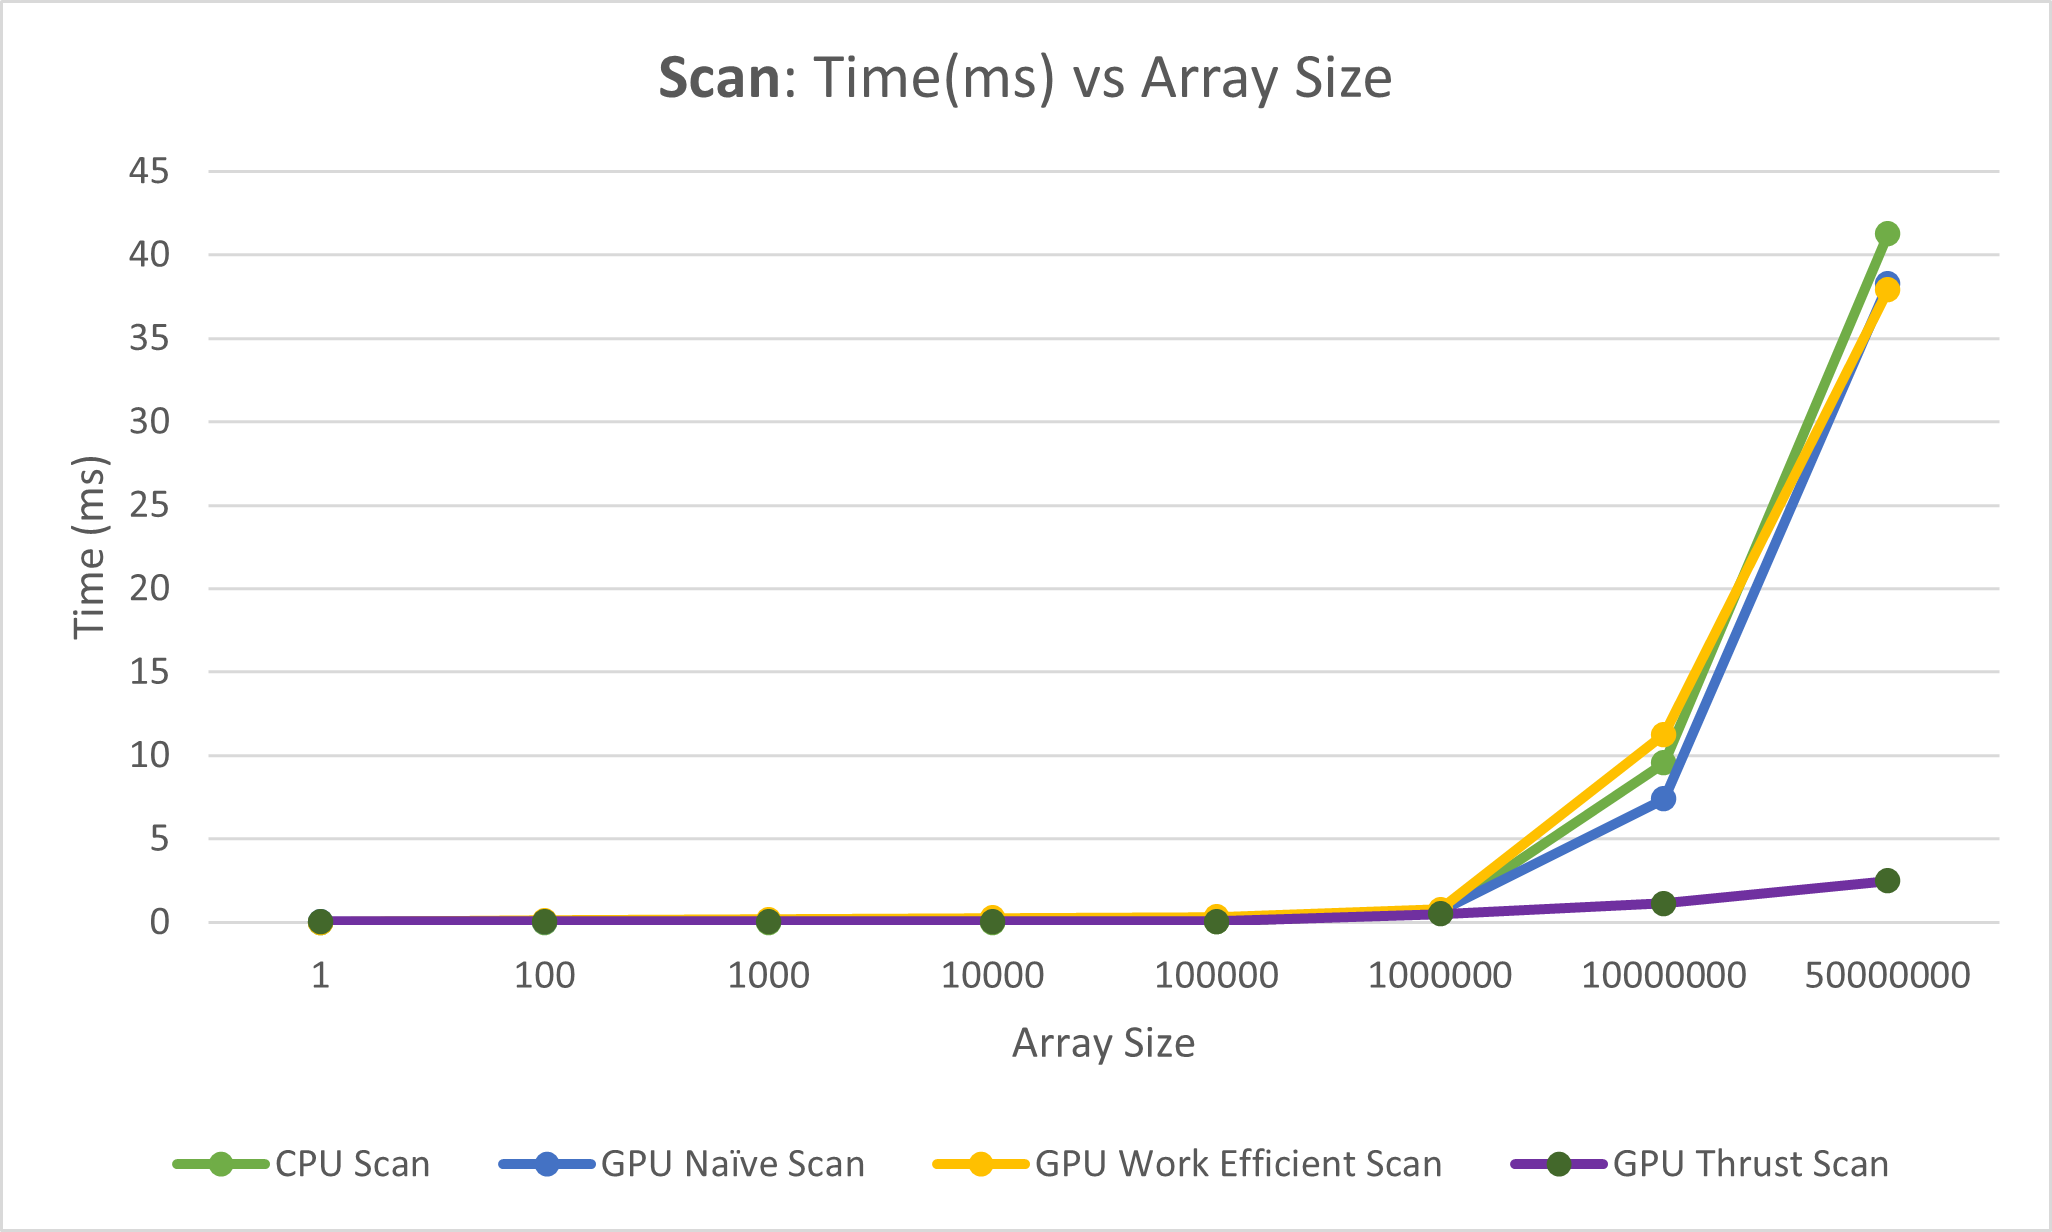 Scan: Time(ms) vs Array Size
45
40
35
30
25
20
15
10
5
0
Time (ms)
1 100 1000 10000 100000 1000000 10000000 50000000
Array Size
CPU Scan GPU Naïve Scan GPU Work Efficient Scan GPU Thrust Scan